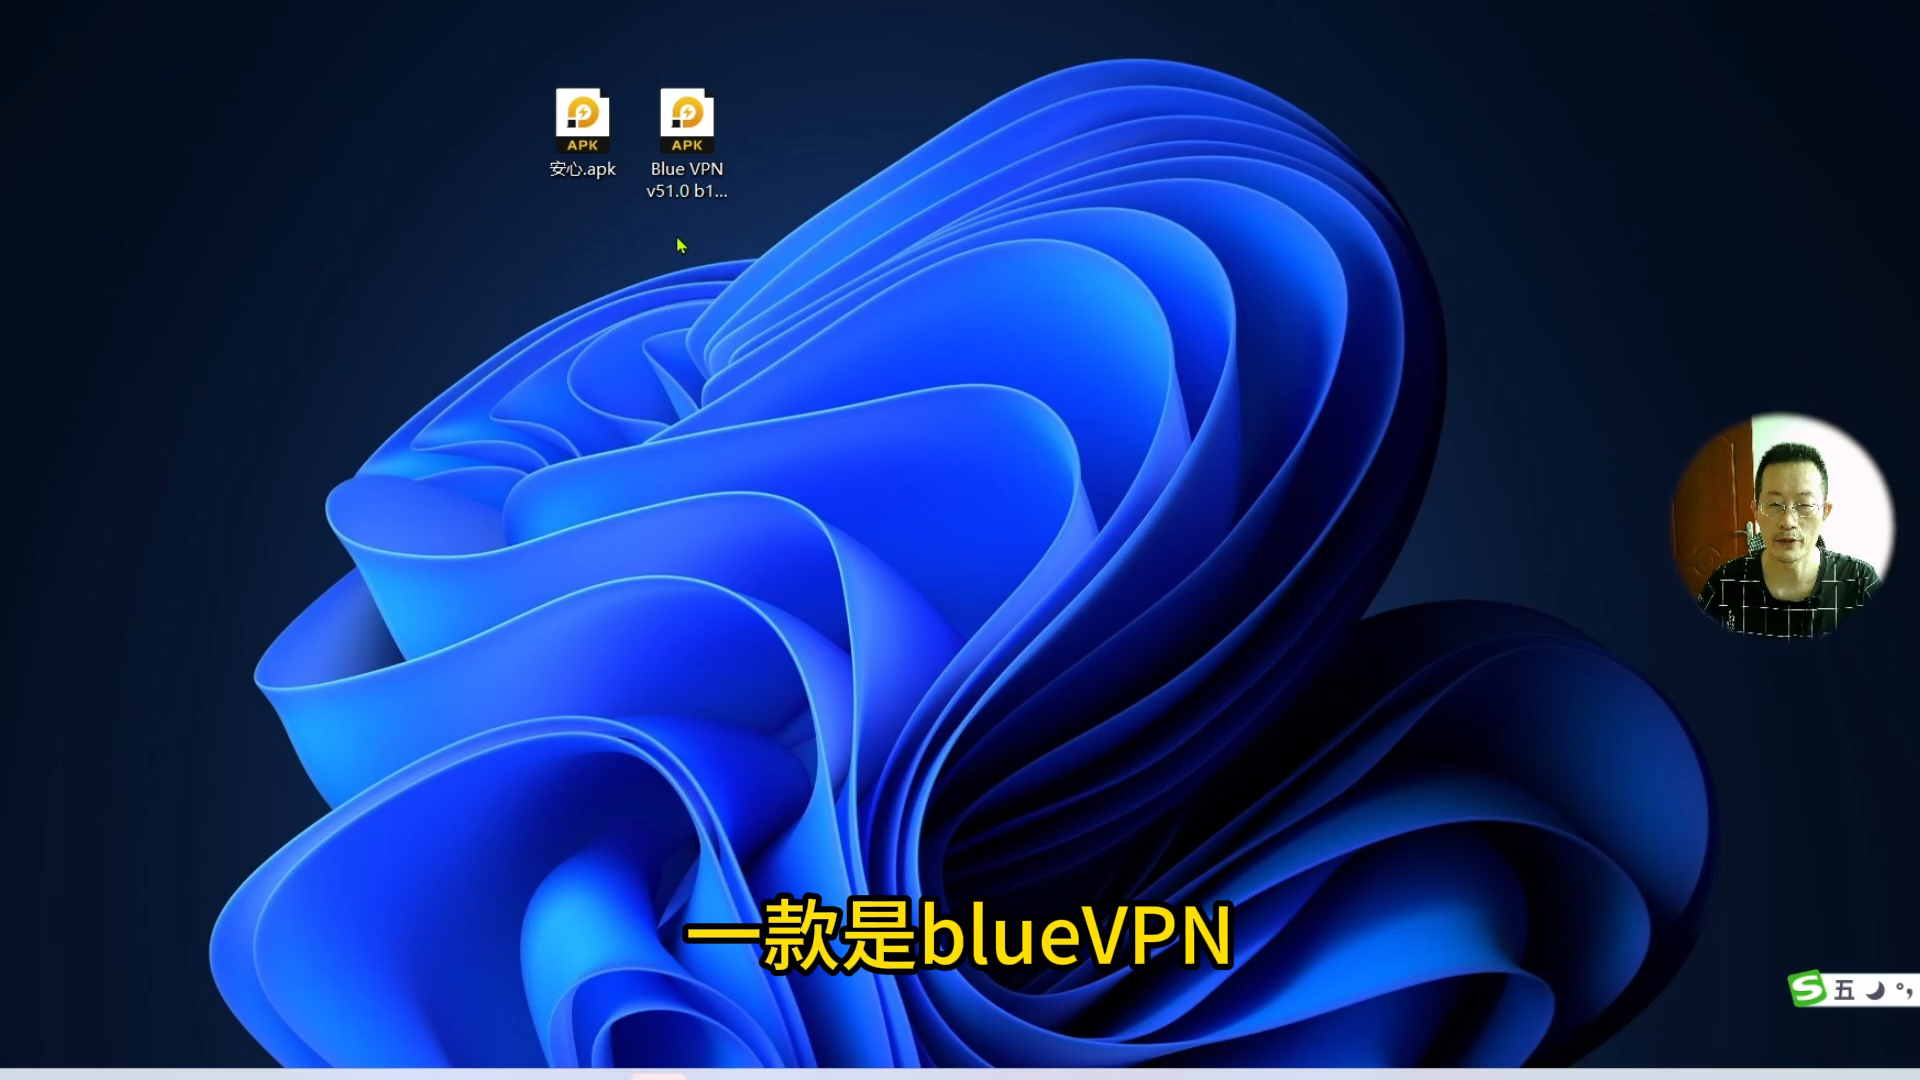 APK
安心.apk
APK
Blue VPN
v51.0 b1...
一款是blueVPN
S 五